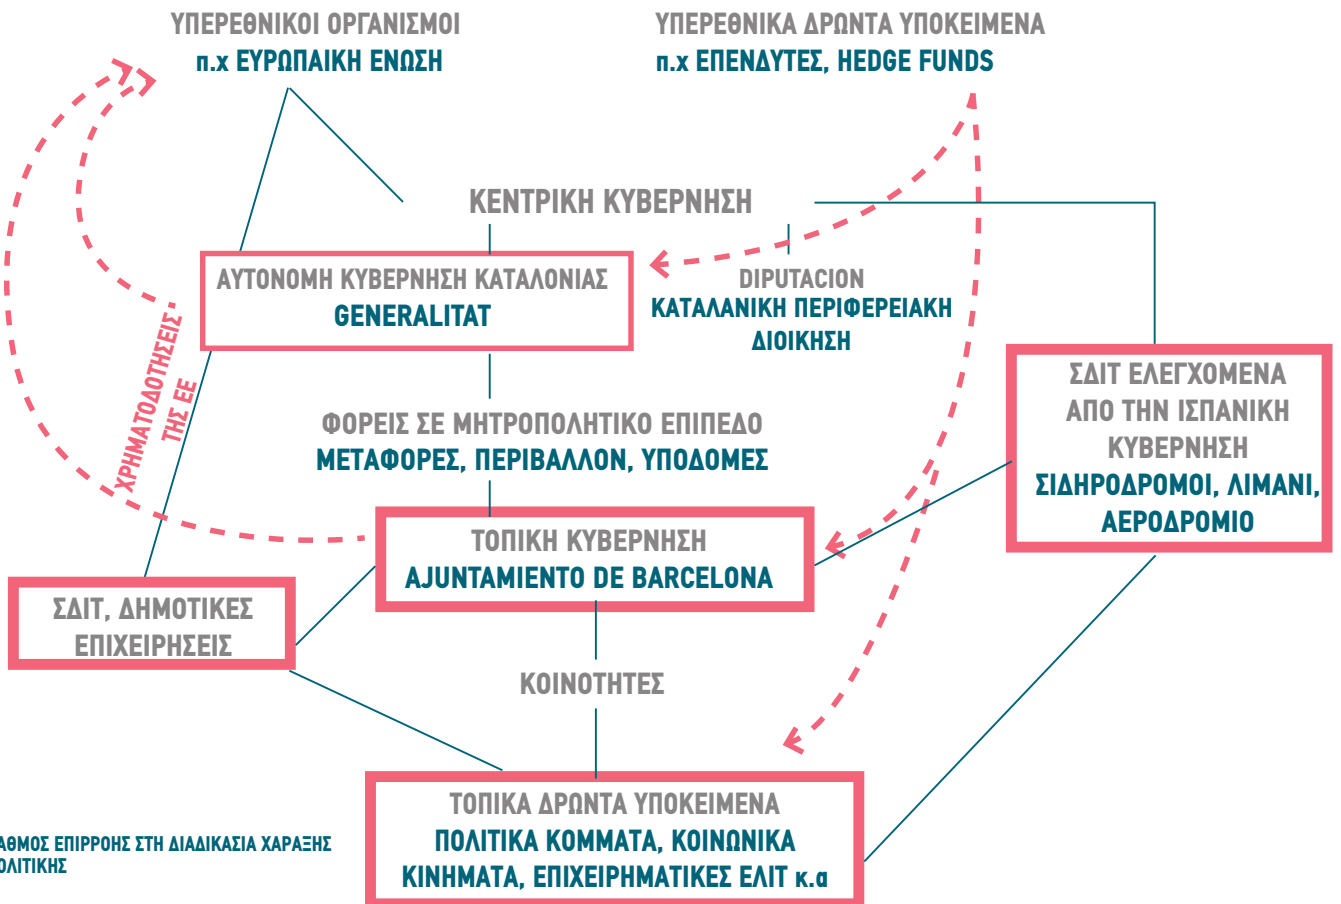 ΥΠΕΡΕΘΝΙΚΟΙ ΟΡΓΑΝΙΣΜΟΙ
π.χ ΕΥΡΩΠΑΙΚΗ ΕΝΩΣΗ
ΥΠΕΡΕΘΝΙΚΑ ΔΡΩΝΤΑ ΥΠΟΚΕΙΜΕΝΑ
π.χ ΕΠΕΝΔΥΤΕΣ, HEDGE FUNDS
ΚΕΝΤΡΙΚΗ ΚΥΒΕΡΝΗΣΗ
ΑΥΤΟΝΟΜΗ ΚΥΒΕΡΝΗΣΗ ΚΑΤΑΛΟΝΙΑΣ
GENERALITAT
DIPUTACION
ΚΑΤΑΛΑΝΙΚΗ ΠΕΡΙΦΕΡΕΙΑΚΗ
ΔΙΟΙΚΗΣΗ
ΧΡΗΜΑΤΟΔΟΤΗΣΕΙΣ
ΤΗΣ ΕΕ
ΣΔΙΤ ΕΛΕΓΧΟΜΕΝΑ
ΑΠΟ ΤΗΝ ΙΣΠΑΝΙΚΗ
ΚΥΒΕΡΝΗΣΗ
ΣΙΔΗΡΟΔΡΟΜΟΙ, ΛΙΜΑΝΙ,
ΑΕΡΟΔΡΟΜΙΟ
ΦΟΡΕΙΣ ΣΕ ΜΗΤΡΟΠΟΛΗΤΙΚΟ ΕΠΙΠΕΔΟ
ΜΕΤΑΦΟΡΕΣ, ΠΕΡΙΒΑΛΛΟΝ, ΥΠΟΔΟΜΕΣ
ΤΟΠΙΚΗ ΚΥΒΕΡΝΗΣΗ
AJUNTAMIENTO DE BARCELONA
ΣΔΙΤ, ΔΗΜΟΤΙΚΕΣ
ΕΠΙΧΕΙΡΗΣΕΙΣ
ΚΟΙΝΟΤΗΤΕΣ
ΤΟΠΙΚΑ ΔΡΩΝΤΑ ΥΠΟΚΕΙΜΕΝΑ
ΠΟΛΙΤΙΚΑ ΚΟΜΜΑΤΑ, ΚΟΙΝΩΝΙΚΑ
ΚΙΝΗΜΑΤΑ, ΕΠΙΧΕΙΡΗΜΑΤΙΚΕΣ ΕΛΙΤ κ.α
ΑΘΜΟΣ ΕΠΙΡΡΟΗΣ ΣΤΗ ΔΙΑΔΙΚΑΣΙΑ ΧΑΡΑΞΗΣ
ΟΛΙΤΙΚΗΣ